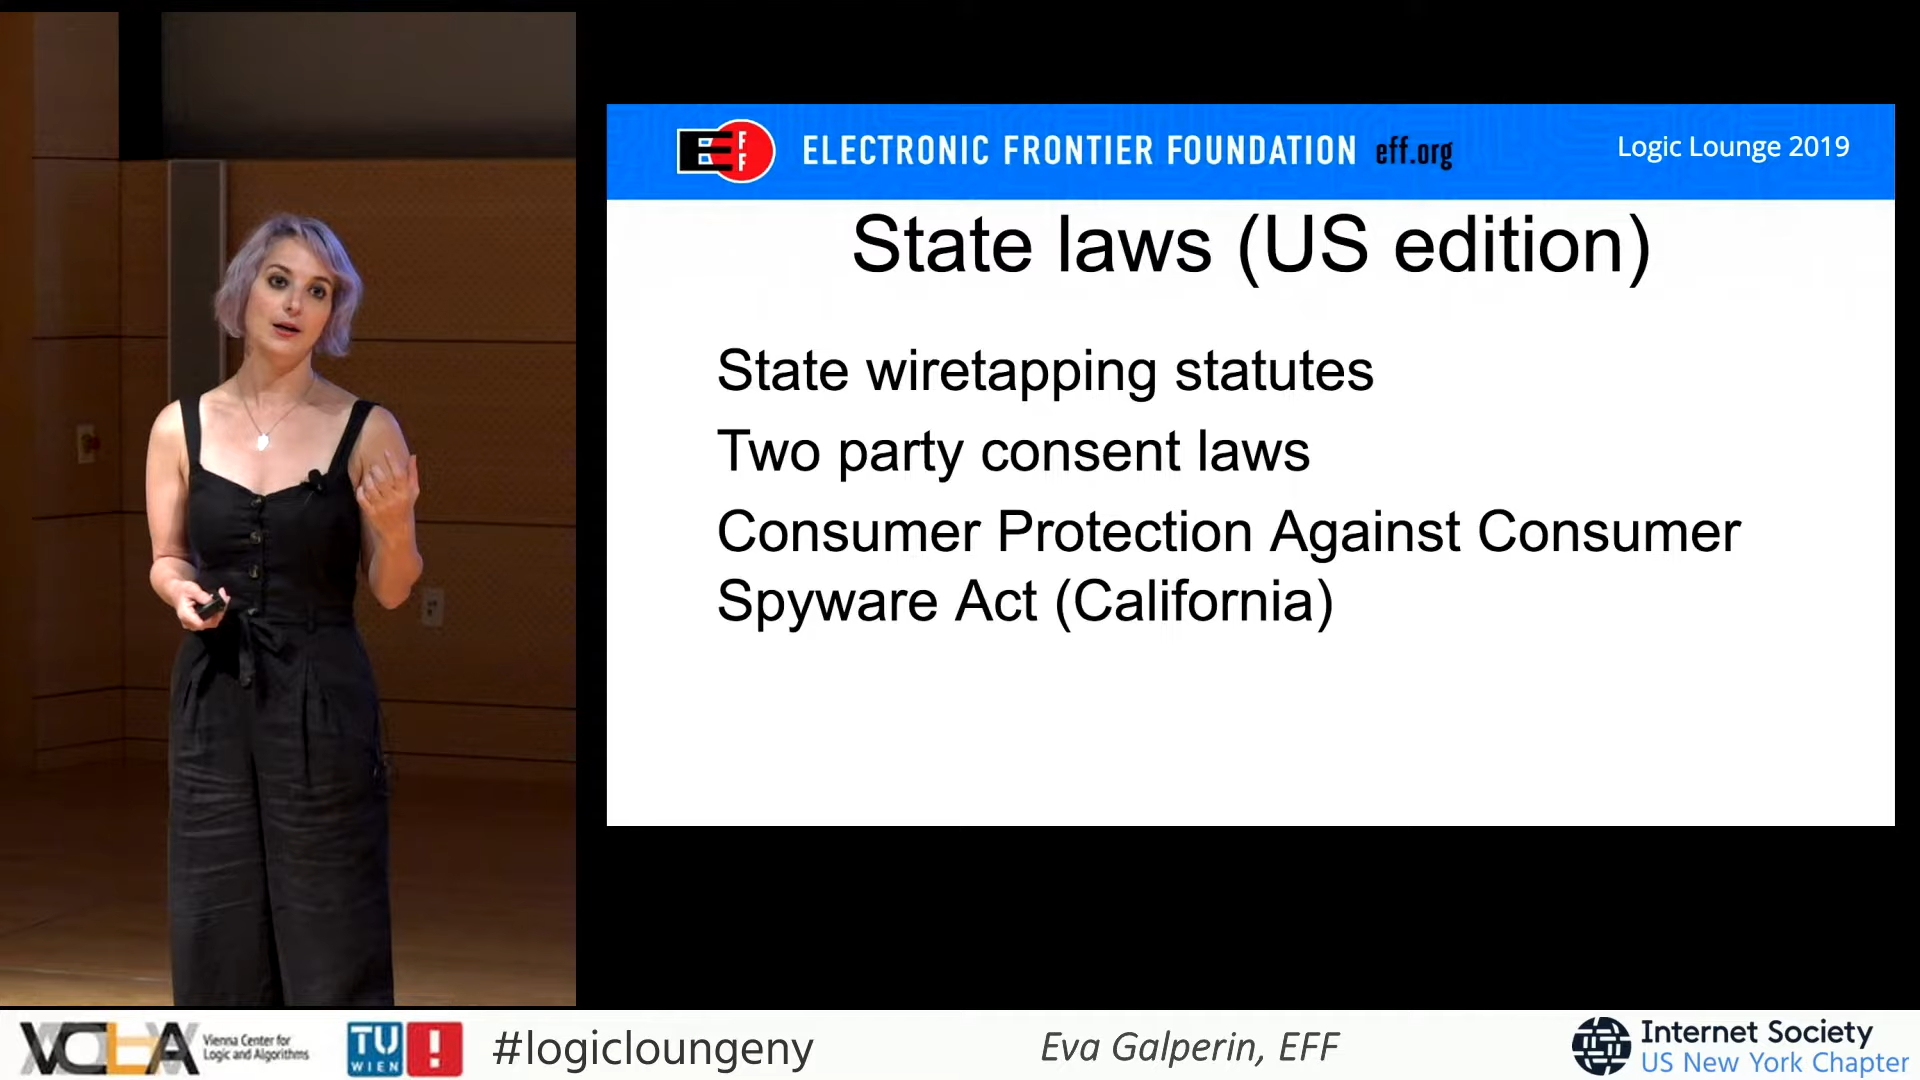 EFF
ELECTRONIC FRONTIER FOUNDATION eff.org
Logic Lounge 2019
State laws (US edition)
State wiretapping statutes
Two party consent laws
Consumer Protection Against Consumer
Spyware Act (California)
VCLA
Vienna Center for
Logic and Algorithms
TU
WIEN
!
#logicloungeny
Eva Galperin, EFF
Internet Society
US New York Chapter